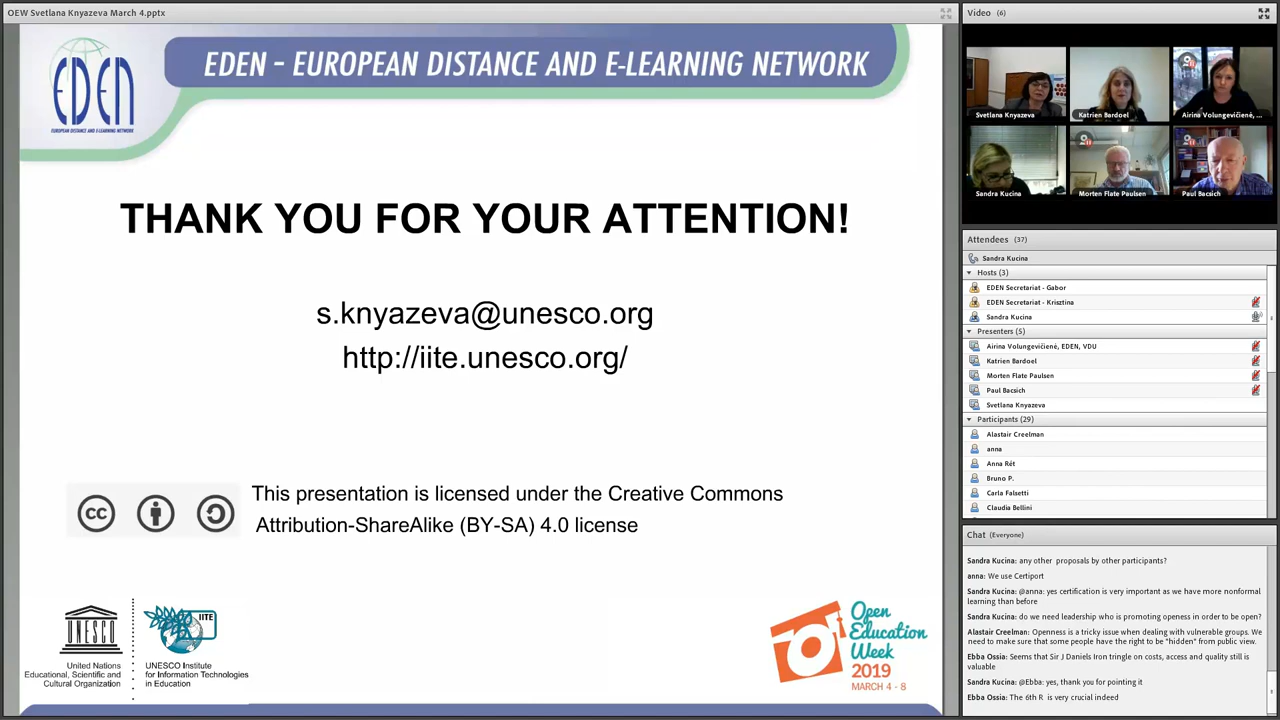 OEW Svetlana Knyazeva March 4.pptx
EDEN
EUROPEAN DISTANCE AND E-LEARNING NETWORK
EDEN – EUROPEAN DISTANCE AND E-LEARNING NETWORK
THANK YOU FOR YOUR ATTENTION!
s.knyazeva@unesco.org
http://iite.unesco.org/
cc
This presentation is licensed under the Creative Commons
Attribution-ShareAlike (BY-SA) 4.0 license
UNESCO
United Nations
Educational, Scientific and
Cultural Organization
IITE
UNESCO Institute
for Information Technologies
in Education
Open
Education
Week
2019
MARCH 4 - 8
Video (6)
Svetlana Knyazeva
Katrien Bardoel
Airina Volungevičienė, ...
Sandra Kucina
Morten Flate Paulsen
Paul Bacsich
Attendees (37)
Sandra Kucina
Hosts (3)
EDEN Secretariat - Gabor
EDEN Secretariat - Krisztina
Sandra Kucina
Presenters (5)
Airina Volungevičienė, EDEN, VDU
Katrien Bardoel
Morten Flate Paulsen
Paul Bacsich
Svetlana Knyazeva
Participants (29)
Alastair Creelman
anna
Anna Rét
Bruno P.
Carla Falsetti
Claudia Bellini
Chat (Everyone)
Sandra Kucina: any other proposals by other participants?
anna: We use Certiport
Sandra Kucina: @anna: yes certification is very important as we have more nonformal
learning than before
Sandra Kucina: do we need leadership who is promoting openess in order to be open?
Alastair Creelman: Openness is a tricky issue when dealing with vulnerable groups. We
need to make sure that some people have the right to be "hidden" from public view.
Ebba Ossia: Seems that Sir J Daniels Iron tringle on costs, access and quality still is
valuable
Sandra Kucina: @Ebba: yes, thank you for pointing it
Ebba Ossia: The 6th R is very crucial indeed